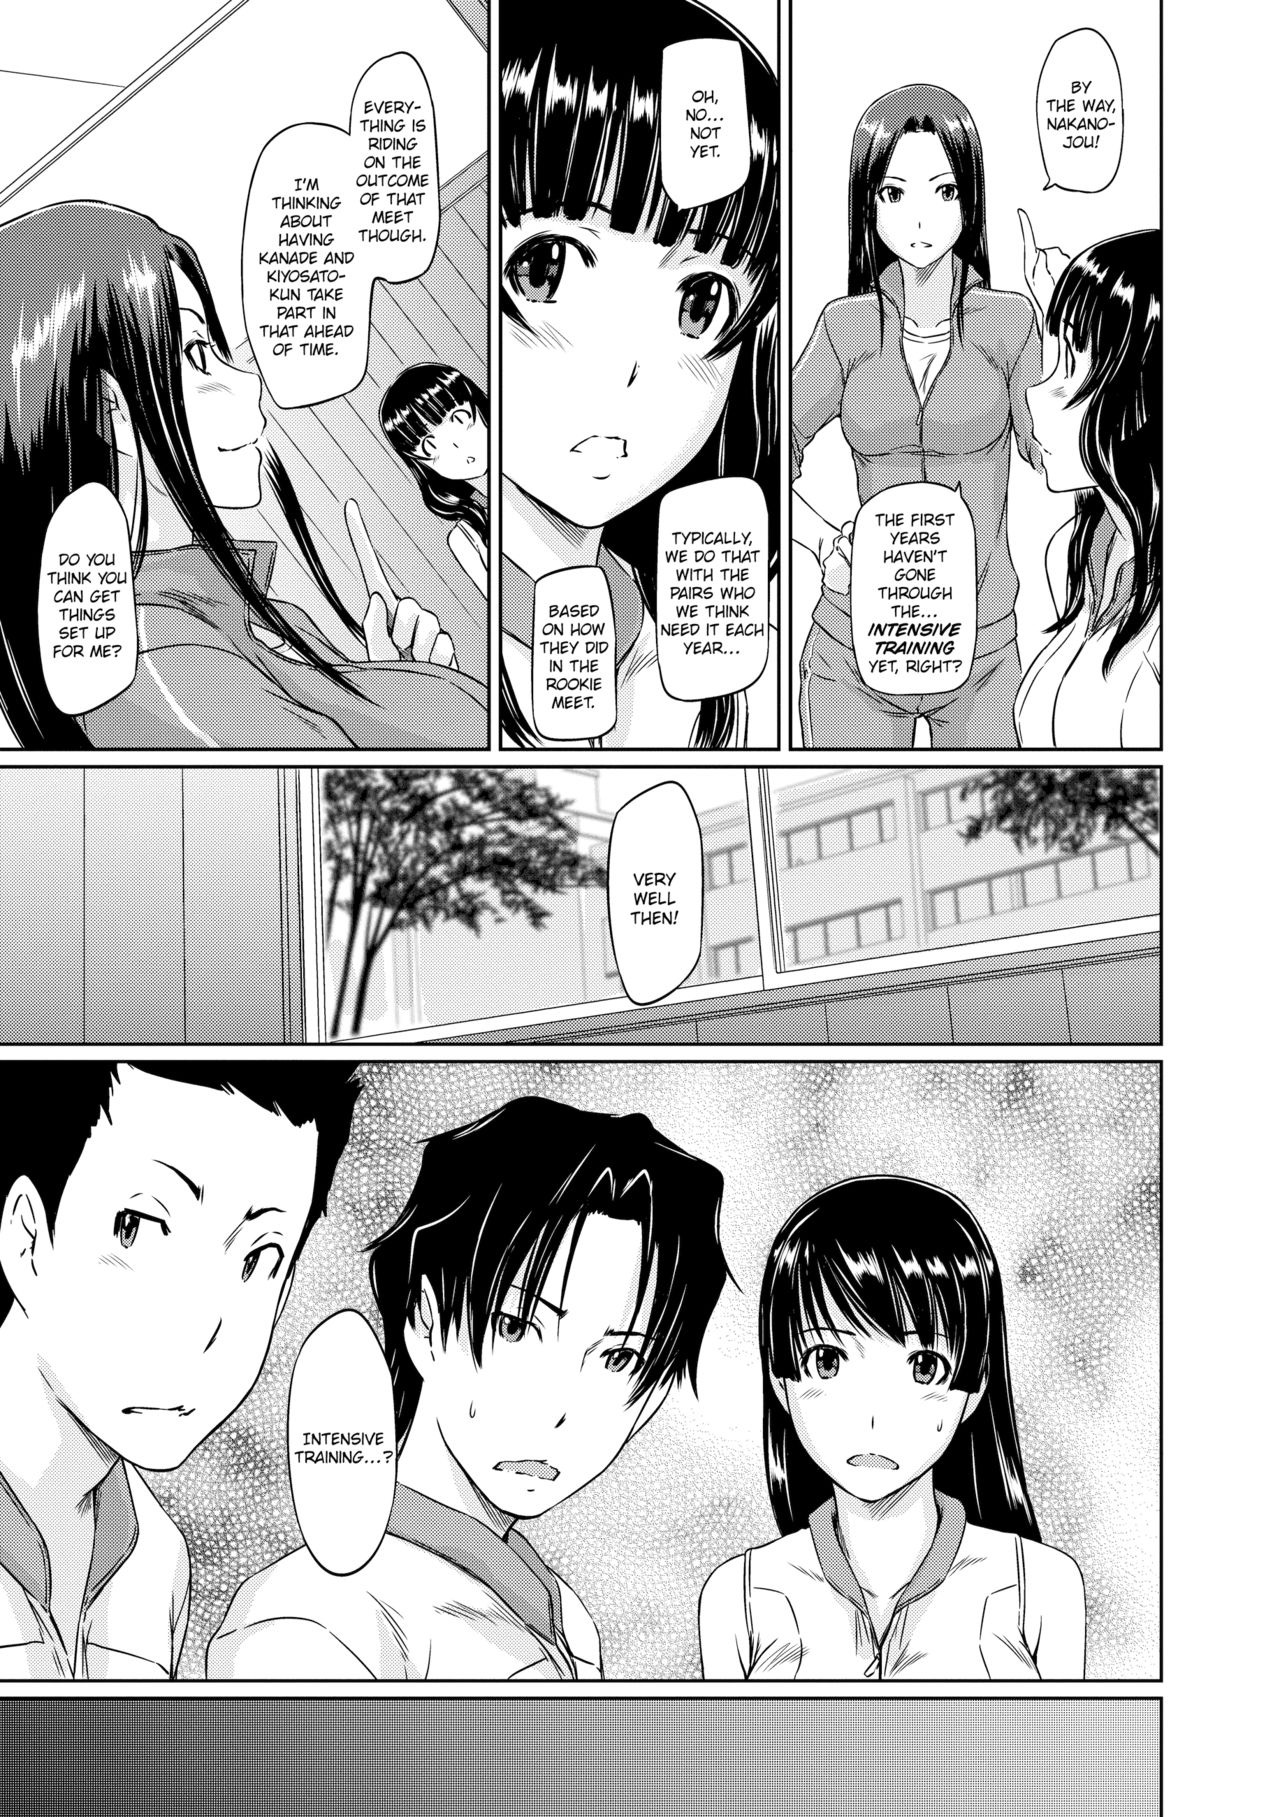 BY
THE WAY,
NAKANO-
JOU!
THE FIRST
YEARS
HAVEN'T
GONE
THROUGH
THE...
INTENSIVE
TRAINING
YET, RIGHT?
OH,
NO...
NOT
YET.
TYPICALLY,
WE DO THAT
WITH THE
PAIRS WHO
WE THINK
NEED IT EACH
YEAR...
BASED
ON HOW
THEY DID
IN THE
ROOKIE
MEET.
EVERY-
THING IS
RIDING
ON THE
OUTCOME
OF THAT
MEET
THOUGH.
I'M
THINKING
ABOUT
HAVING
KANADE AND
KIYOSATO-
KUN TAKE
PART IN
THAT AHEAD
OF TIME.
DO YOU
THINK YOU
CAN GET
THINGS
SET UP
FOR ME?
VERY
WELL
THEN!
INTENSIVE
TRAINING...?